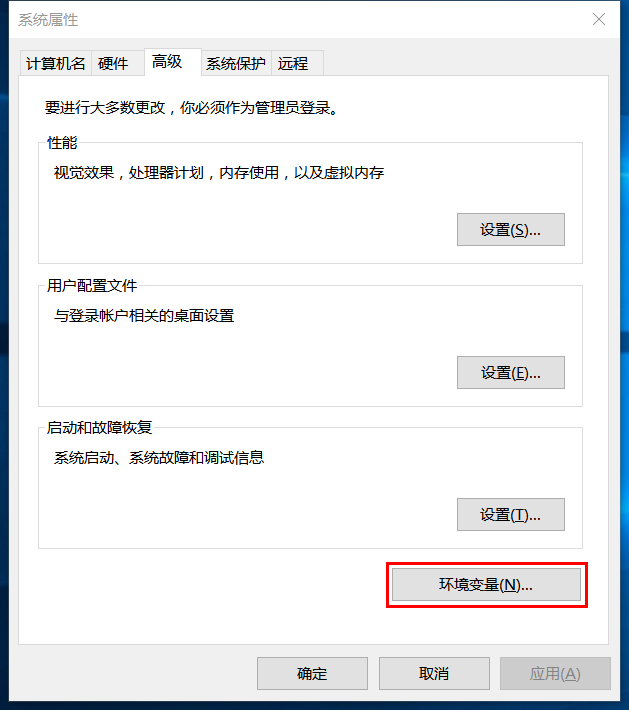 系统属性
计算机名 硬件 高级 系统保护 远程
要进行大多数更改，你必须作为管理员登录。
性能
视觉效果，处理器计划，内存使用，以及虚拟内存
设置(S)...
用户配置文件
与登录帐户相关的桌面设置
设置(E)...
启动和故障恢复
系统启动、系统故障和调试信息
设置(T)...
环境变量(N)...
确定 取消 应用(A)